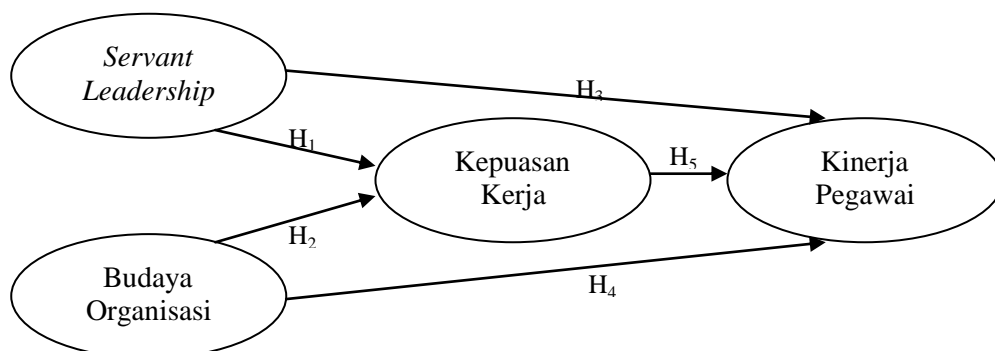 Servant
Leadership
H3
H1
Kepuasan
Kerja
H5
Kinerja
Pegawai
H2
Budaya
Organisasi
H4